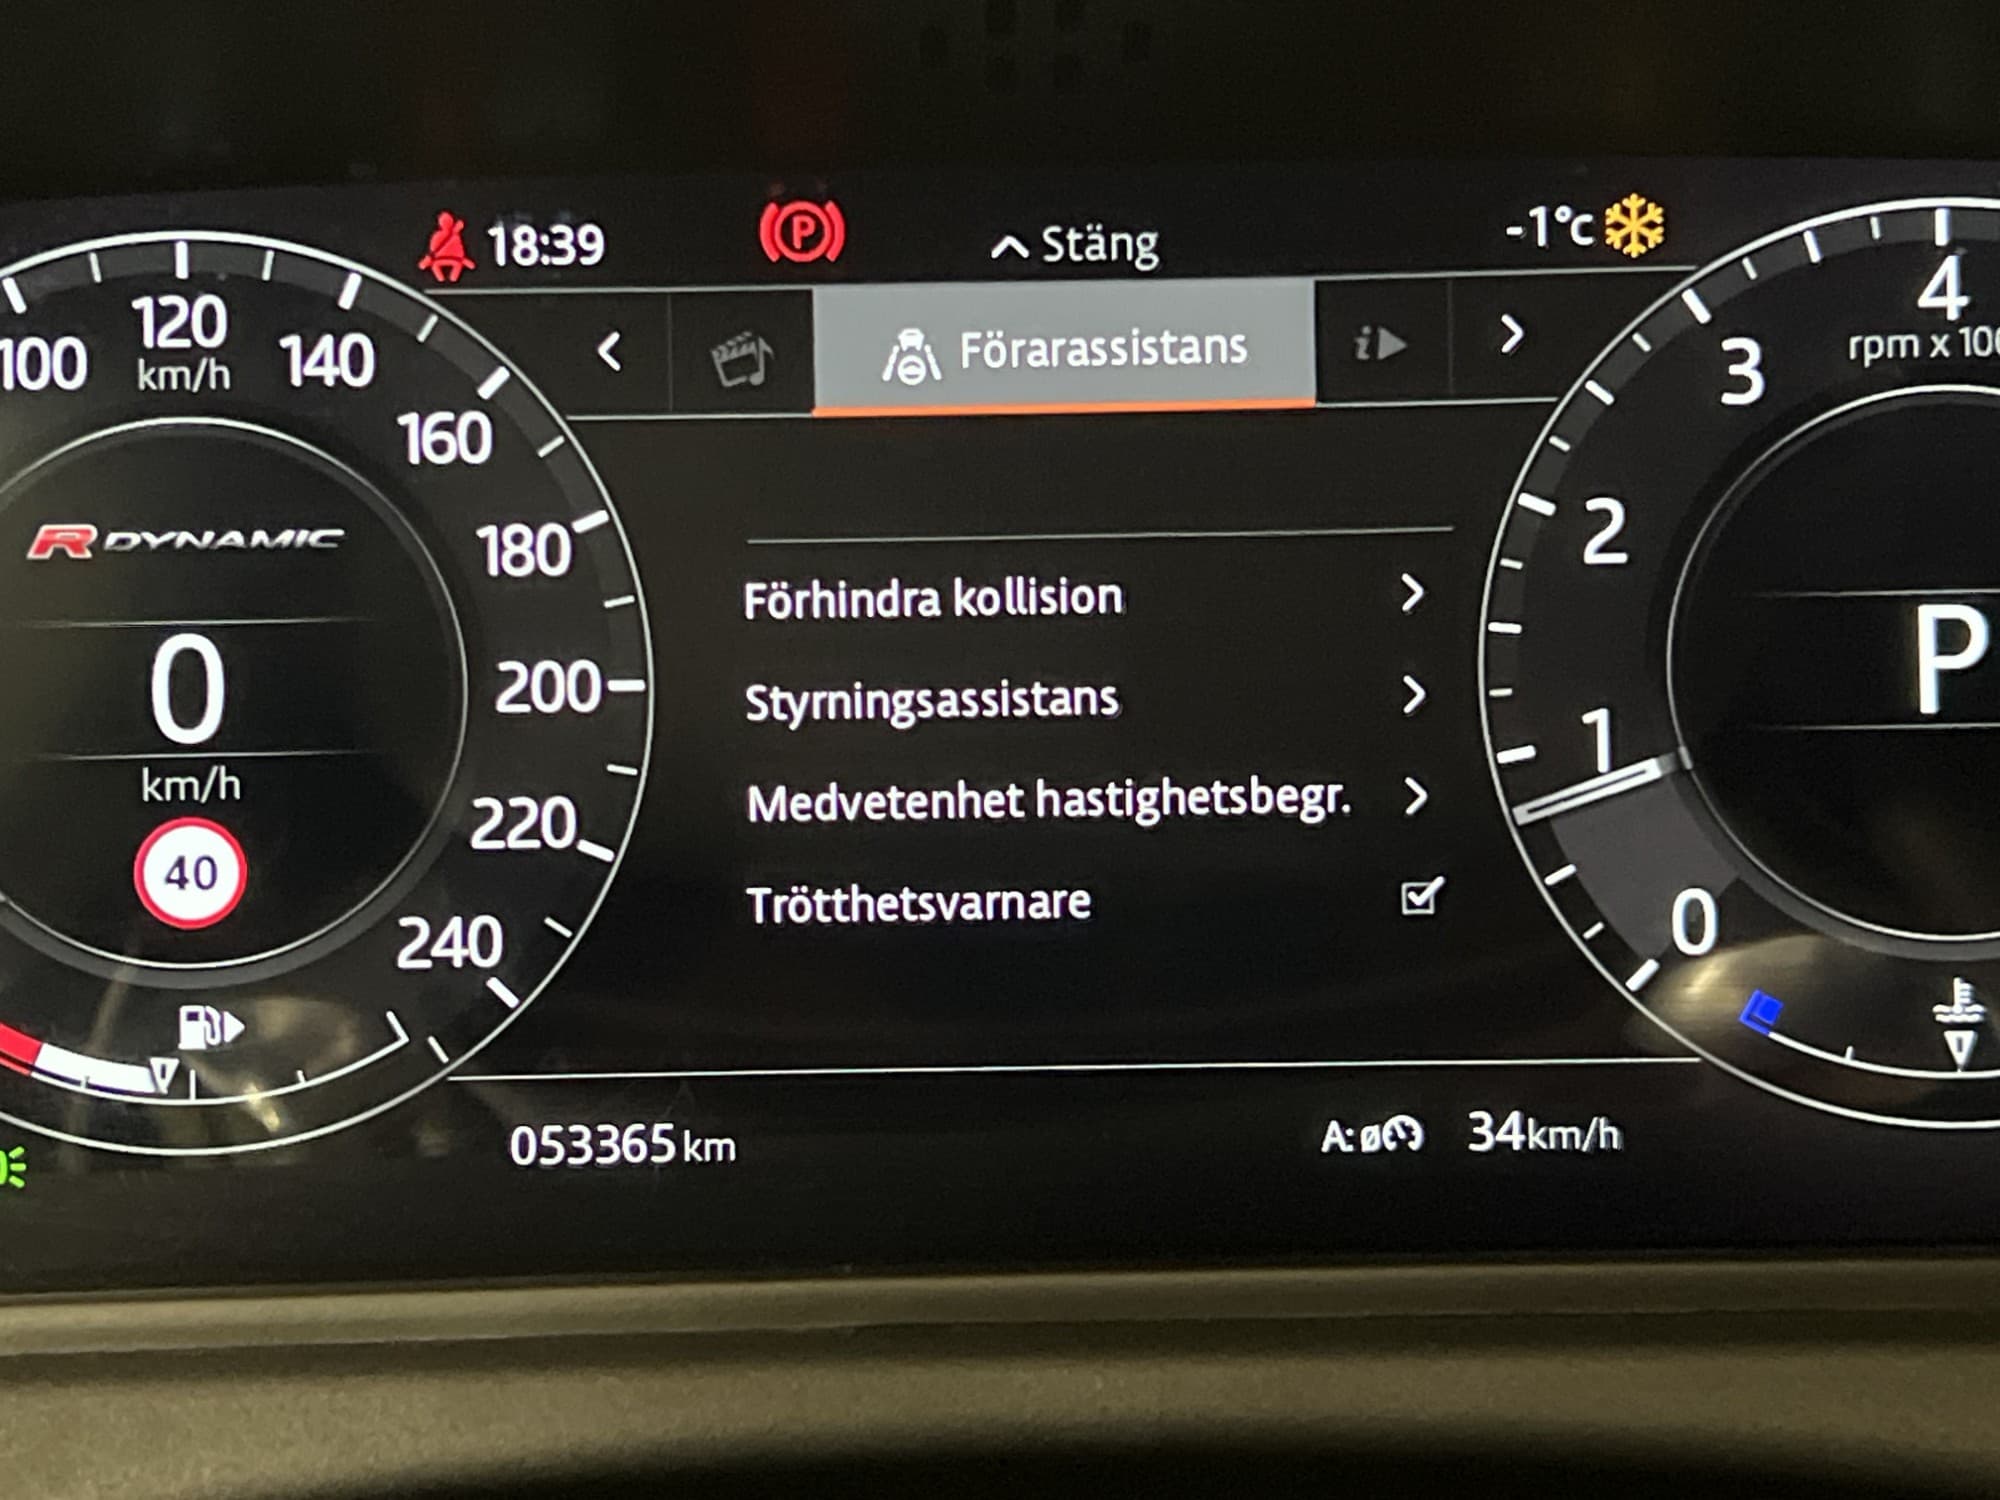 18:39
P
Stäng
-1°C
Förarassistans
i
100
120
km/h
140
160
180
200
220
240
R DYNAMIC
0
km/h
40
Förhindra kollision
Styrningsassistans
Medvetenhet hastighetsbegr.
Trötthetsvarnare
4
rpm x 10
3
2
1
0
P
053365 km
A: 34km/h